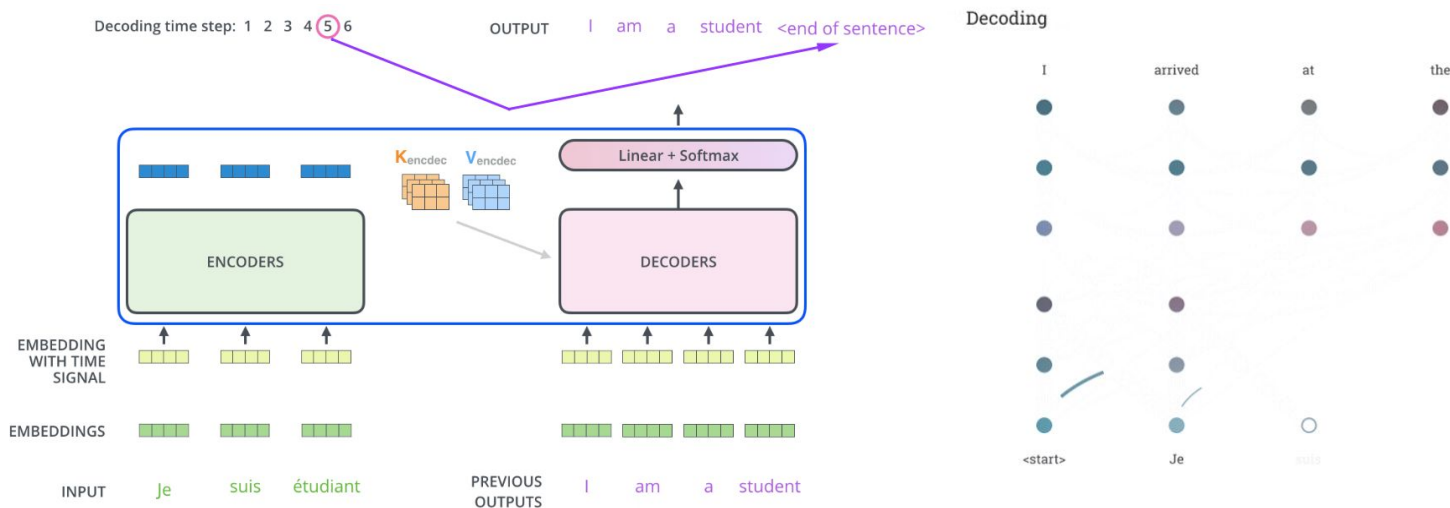 Decoding time step: 1 2 3 4 5 6
OUTPUT I am a student <end of sentence>
Kencdec Vencdec
Linear + Softmax
ENCODERS
DECODERS
EMBEDDING
WITH TIME
SIGNAL
EMBEDDINGS
INPUT Je suis étudiant
PREVIOUS
OUTPUTS
I am a student
Decoding
I arrived at the
<start> Je suis